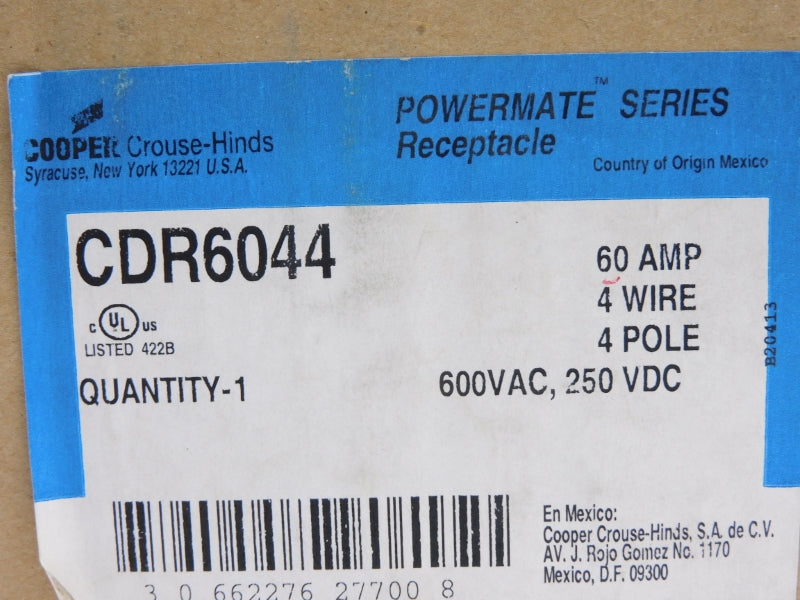 COOPER Crouse-Hinds
Syracuse, New York 13221 U.S.A.
POWERMATE™ SERIES
Receptacle
Country of Origin Mexico
CDR6044
60 AMP
4 WIRE
4 POLE
C UL US
LISTED 422B
QUANTITY-1
600VAC, 250 VDC
B20413
3 0 662276 27700 8
En Mexico:
Cooper Crouse-Hinds, S.A. de C.V.
AV. J. Rojo Gomez No. 1170
Mexico, D.F. 09300